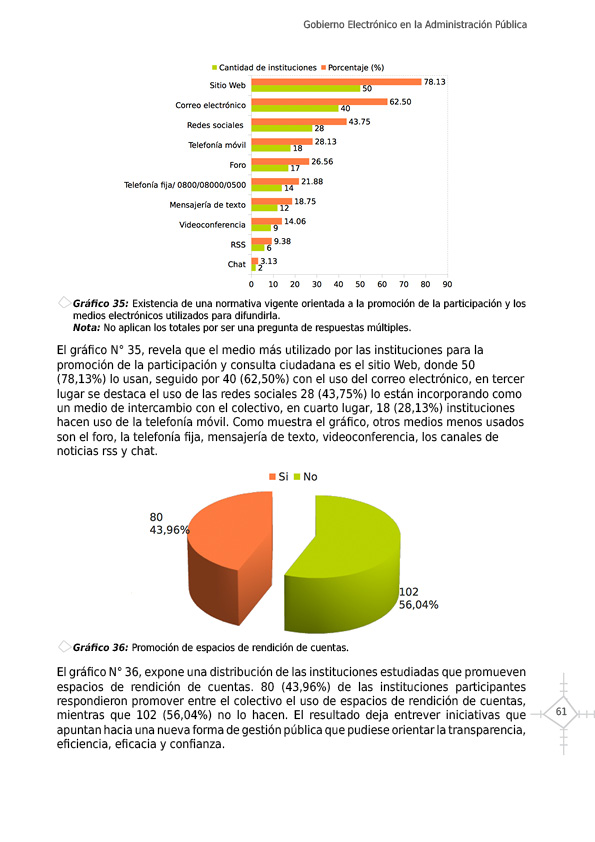 Gobierno Electrónico en la Administración Pública
Cantidad de instituciones Porcentaje (%)
Sitio Web 78.13 50
Correo electrónico 62.50 40
Redes sociales 43.75 28
Telefonía móvil 28.13 18
Foro 26.56 17
Telefonía fija/ 0800/08000/0500 21.88 14
Mensajería de texto 18.75 12
Videoconferencia 14.06 9
RSS 9.38 6
Chat 3.13 2
0 10 20 30 40 50 60 70 80 90
Gráfico 35: Existencia de una normativa vigente orientada a la promoción de la participación y los
medios electrónicos utilizados para difundirla.
Nota: No aplican los totales por ser una pregunta de respuestas múltiples.
El gráfico N° 35, revela que el medio más utilizado por las instituciones para la
promoción de la participación y consulta ciudadana es el sitio Web, donde 50
(78,13%) lo usan, seguido por 40 (62,50%) con el uso del correo electrónico, en tercer
lugar se destaca el uso de las redes sociales 28 (43,75%) lo están incorporando como
un medio de intercambio con el colectivo, en cuarto lugar, 18 (28,13%) instituciones
hacen uso de la telefonía móvil. Como muestra el gráfico, otros medios menos usados
son el foro, la telefonía fija, mensajería de texto, videoconferencia, los canales de
noticias rss y chat.
Si No
80
43,96%
102
56,04%
Gráfico 36: Promoción de espacios de rendición de cuentas.
El gráfico N° 36, expone una distribución de las instituciones estudiadas que promueven
espacios de rendición de cuentas. 80 (43,96%) de las instituciones participantes
respondieron promover entre el colectivo el uso de espacios de rendición de cuentas,
mientras que 102 (56,04%) no lo hacen. El resultado deja entrever iniciativas que
apuntan hacia una nueva forma de gestión pública que pudiese orientar la transparencia,
eficiencia, eficacia y confianza.
61